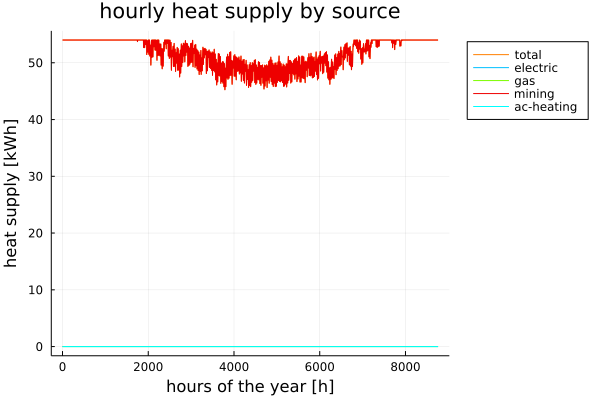 hourly heat supply by source
heat supply [kWh]
50
40
30
20
10
0
0 2000 4000 6000 8000
hours of the year [h]
total
electric
gas
mining
ac-heating